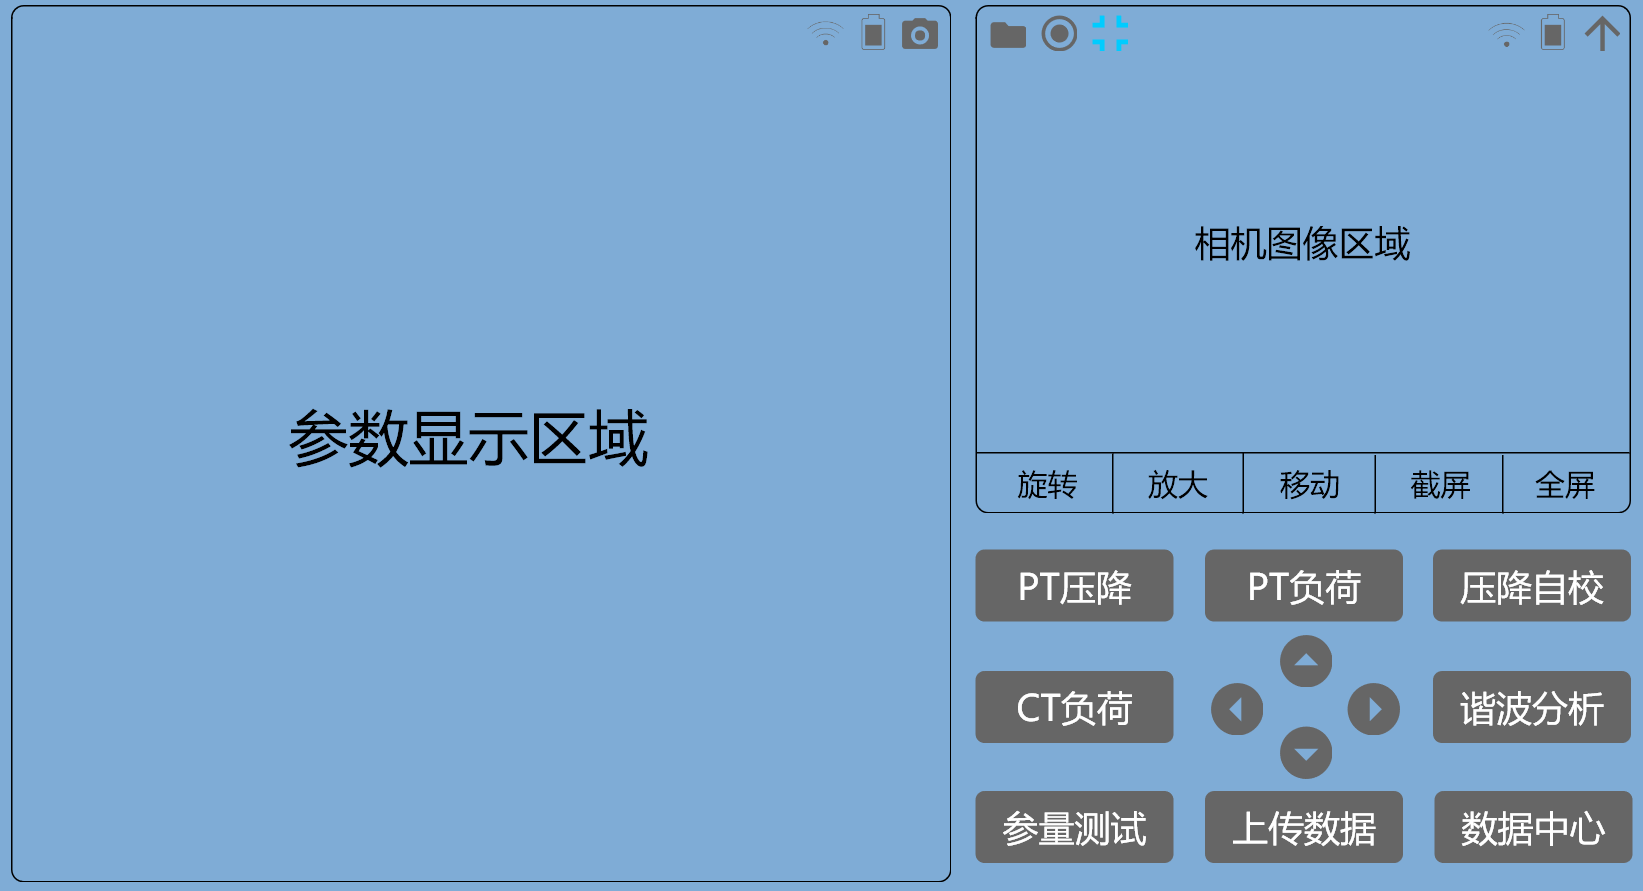 参数显示区域
相机图像区域
旋转 放大 移动 截屏 全屏
PT压降 PT负荷 压降自校
CT负荷 谐波分析
参量测试 上传数据 数据中心